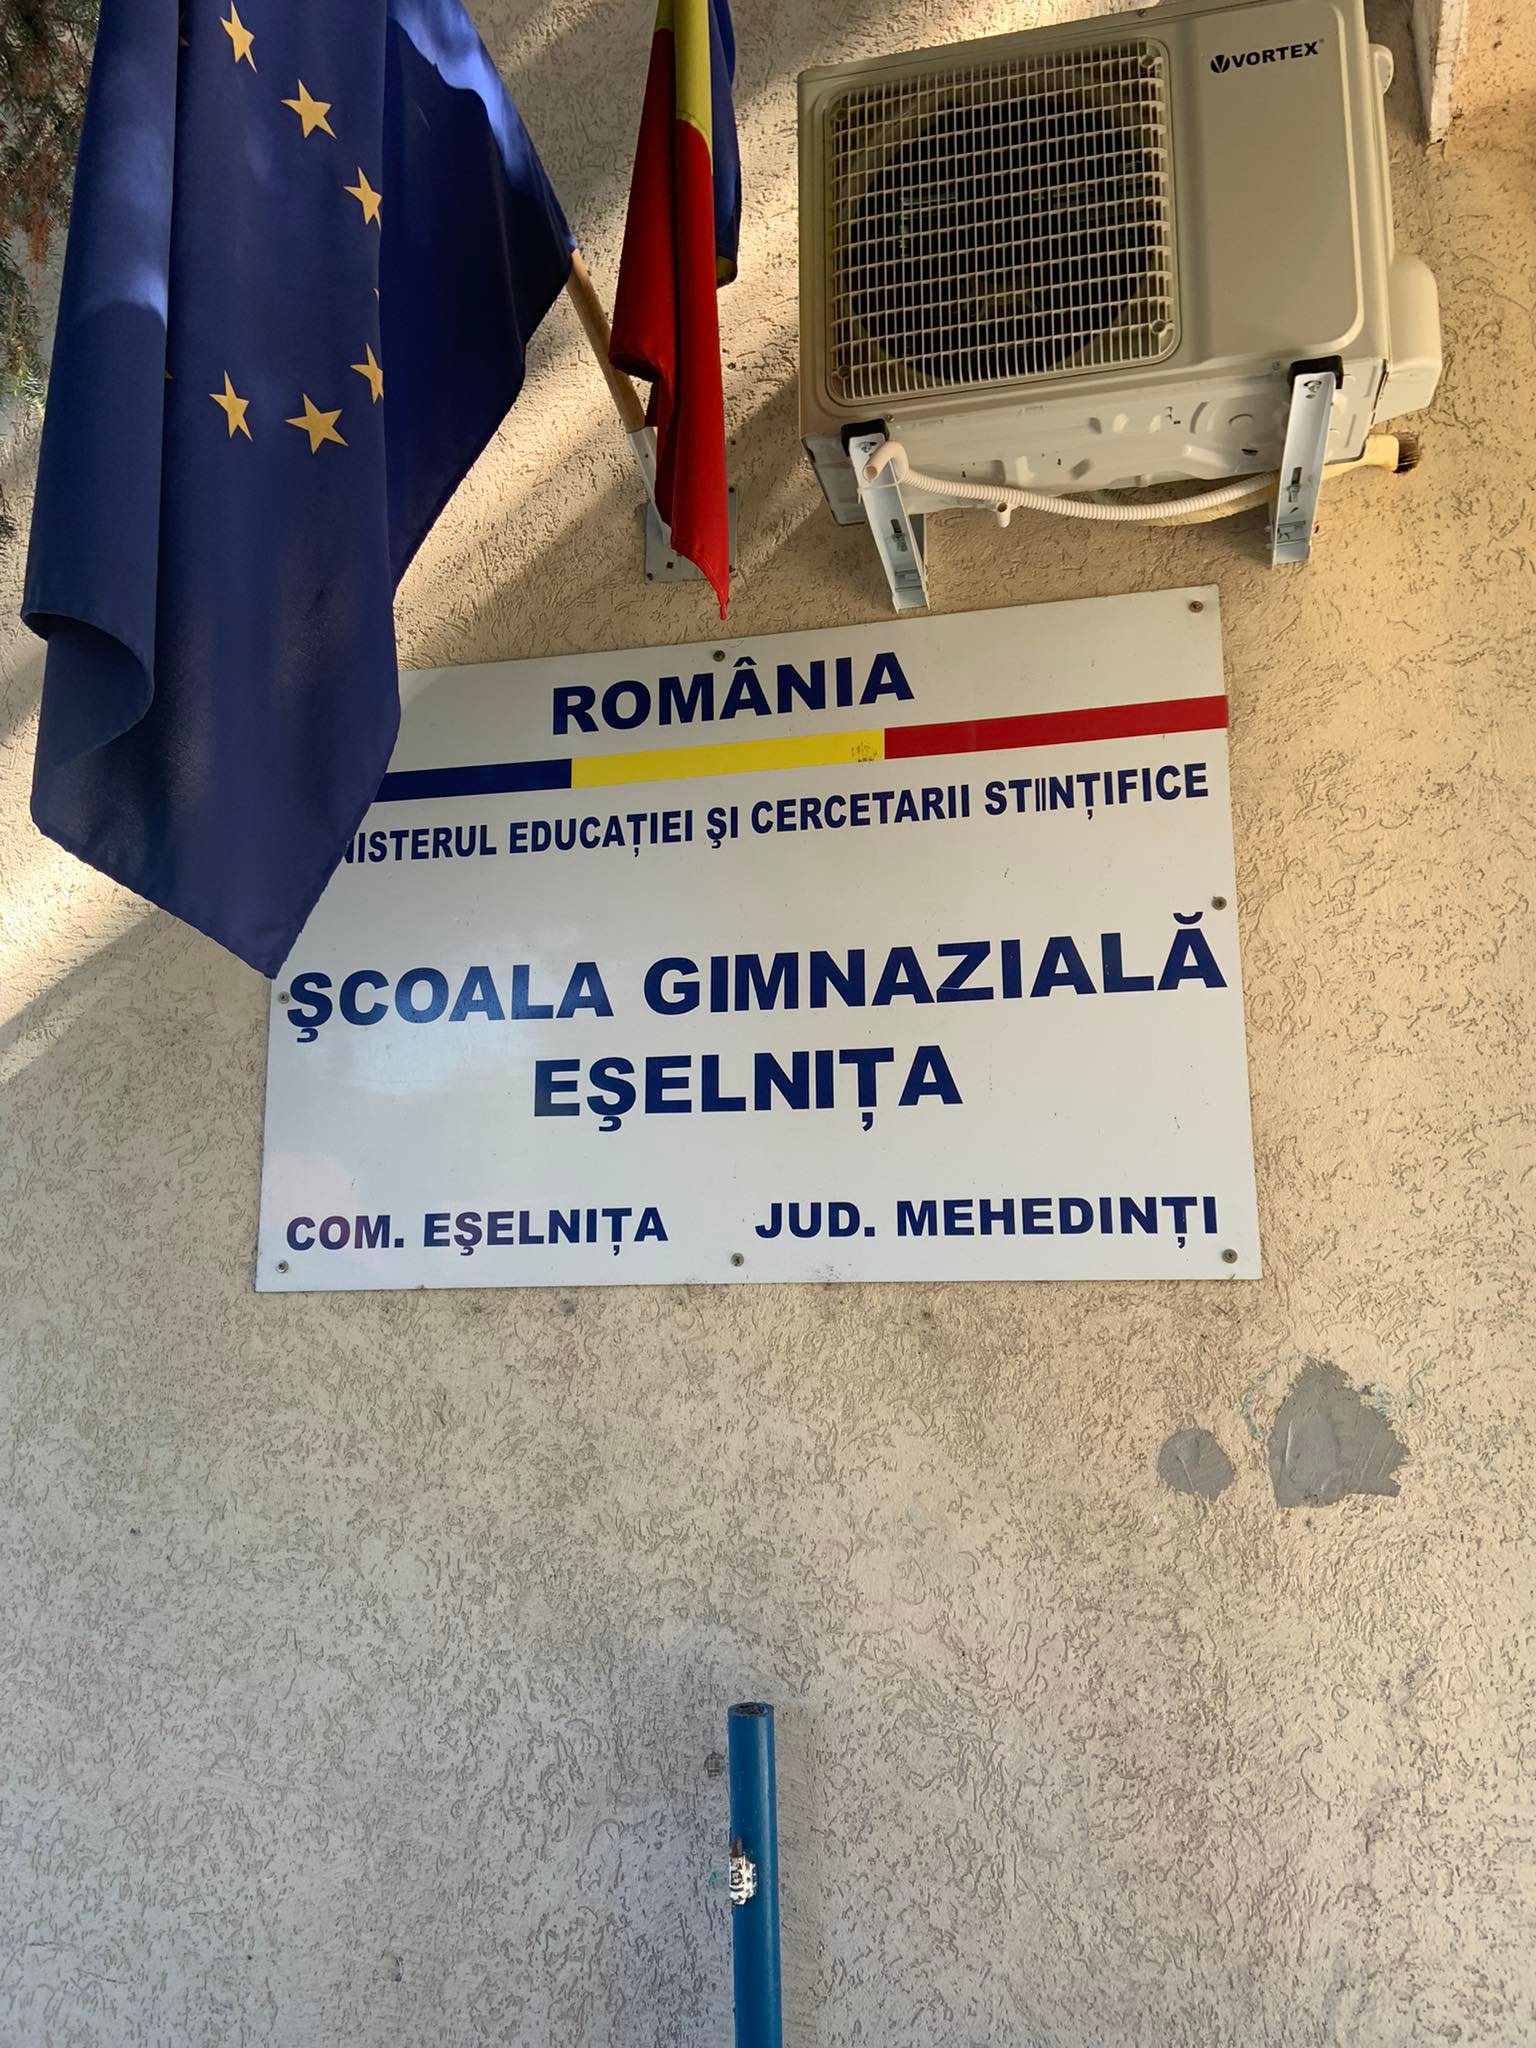 VORTEX
ROMÂNIA
NISTERUL EDUCAȚIEI ŞI CERCETARII STIINȚIFICE
ŞCOALA GIMNAZIALĂ
EŞELNIȚA
COM. EŞELNIȚA JUD. MEHEDINȚI